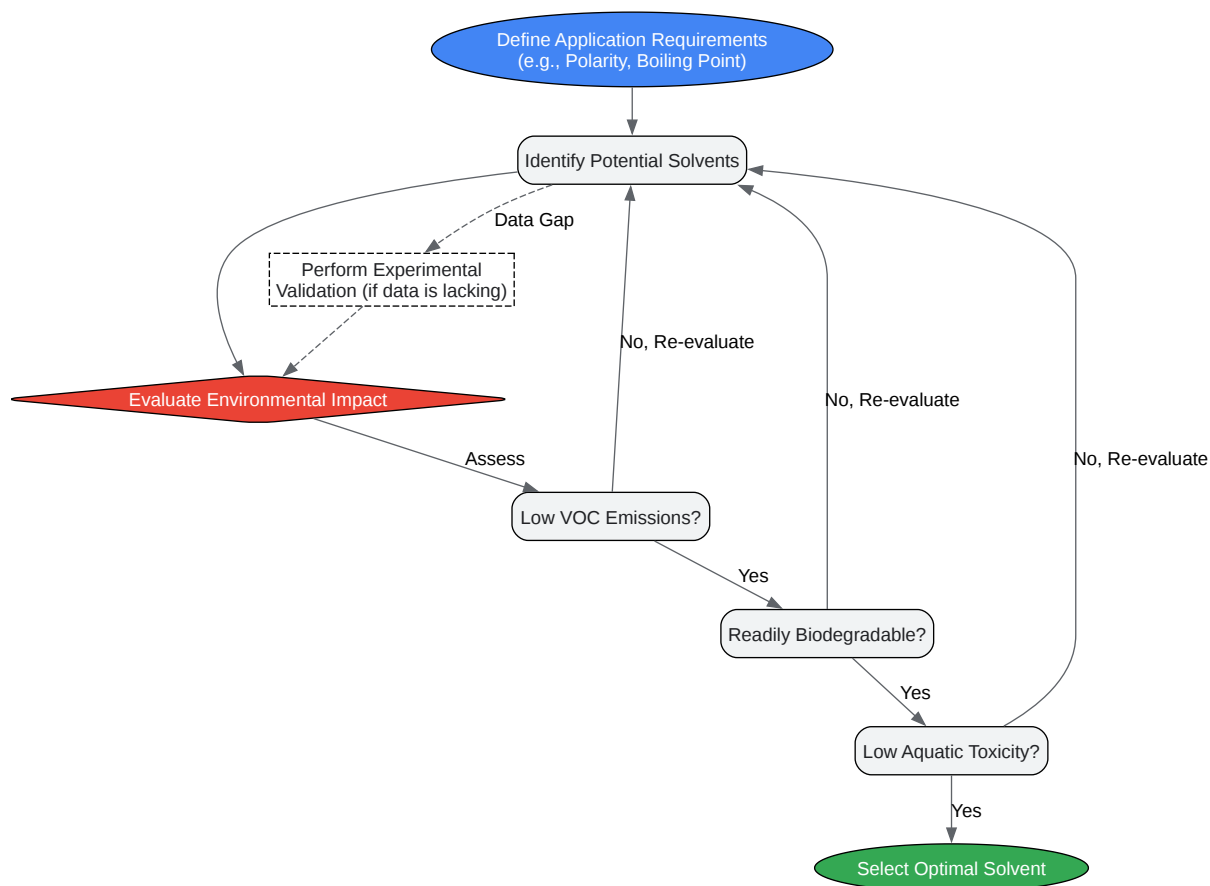 Define Application Requirements
(e.g., Polarity, Boiling Point)
Identify Potential Solvents
Data Gap
Perform Experimental
Validation (if data is lacking)
No, Re-evaluate
Evaluate Environmental Impact
No, Re-evaluate
Assess
No, Re-evaluate
Low VOC Emissions?
Yes
Readily Biodegradable?
Yes
Low Aquatic Toxicity?
Yes
Select Optimal Solvent